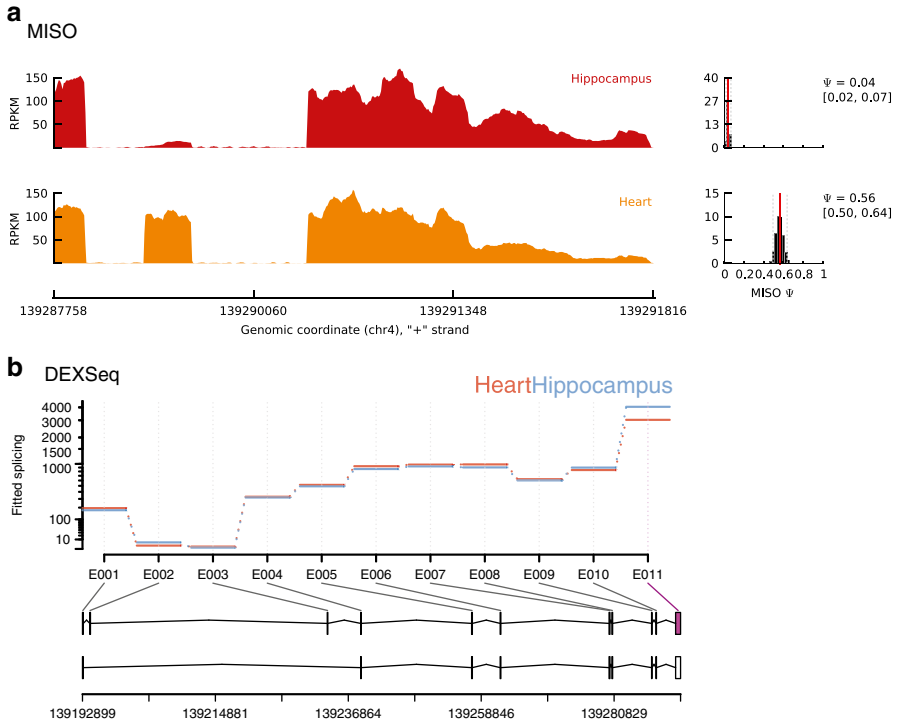 a
MISO
150
100
50
RPKM
Hippocampus
40
27
13
0
Ψ = 0.04
[0.02, 0.07]
150
100
50
RPKM
Heart
15
10
5
0
Ψ = 0.56
[0.50, 0.64]
0 0.2 0.4 0.6 0.8 1
MISO Ψ
139287758 139290060 139291348 139291816
Genomic coordinate (chr4), "+" strand
b
DEXSeq
HeartHippocampus
4000
3000
2000
1500
1000
100
10
Fitted splicing
E001 E002 E003 E004 E005 E006 E007 E008 E009 E010 E011
139192899 139214881 139236864 139258846 139280829